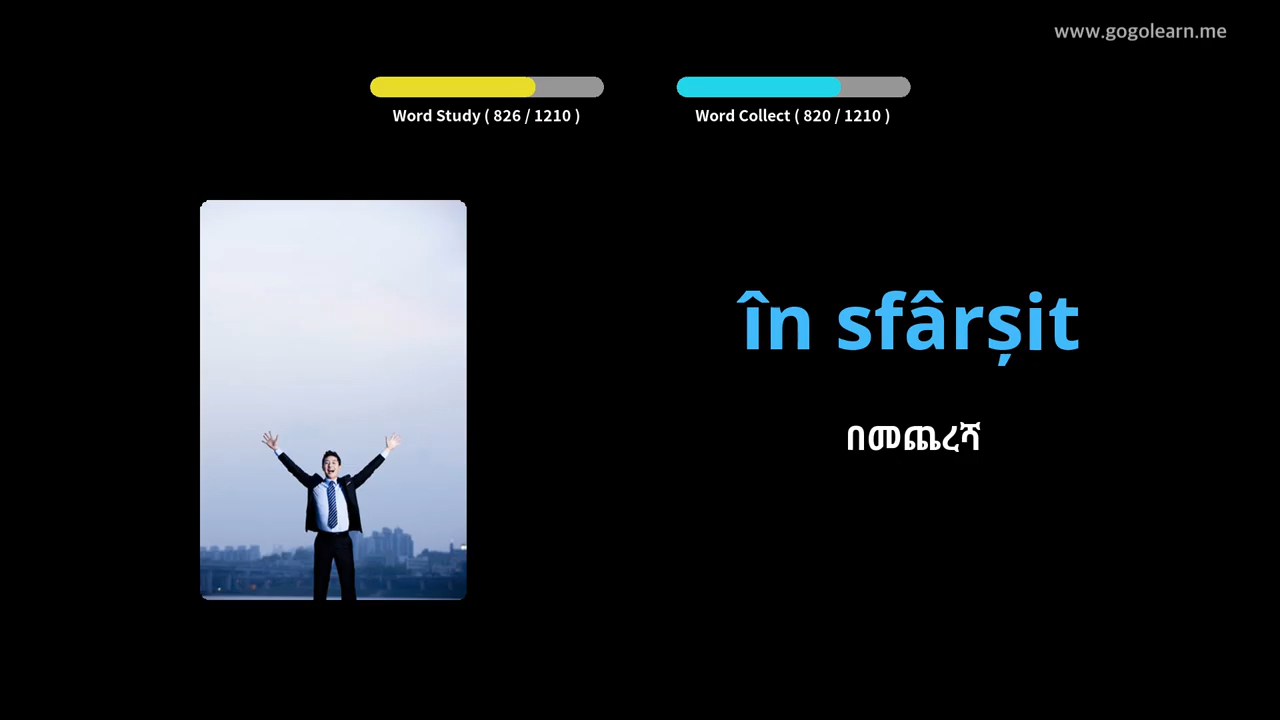 www.gogolearn.me
Word Study ( 826 / 1210 )
Word Collect ( 820 / 1210 )
în sfârșit
በመጨረሻ